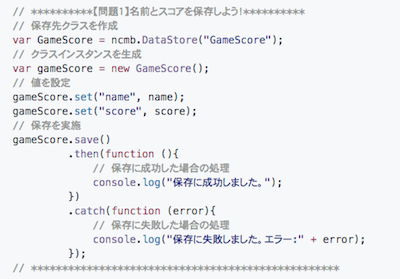 // **********【問題1】名前とスコアを保存しよう!**********
// 保存先クラスを作成
var GameScore = ncmb.DataStore("GameScore");
// クラスインスタンスを生成
var gameScore = new GameScore();
// 値を設定
gameScore.set("name", name);
gameScore.set("score", score);
// 保存を実施
gameScore.save()
.then(function (){
// 保存に成功した場合の処理
console.log("保存に成功しました。");
})
.catch(function (error){
// 保存に失敗した場合の処理
console.log("保存に失敗しました。エラー:" + error);
});
// **************************************************